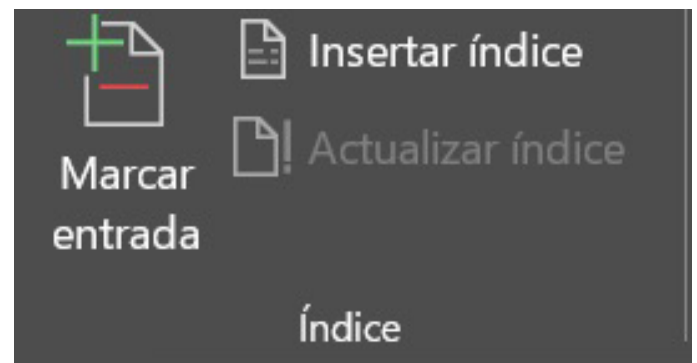 Insertar índice
Actualizar índice
Marcar
entrada
Índice